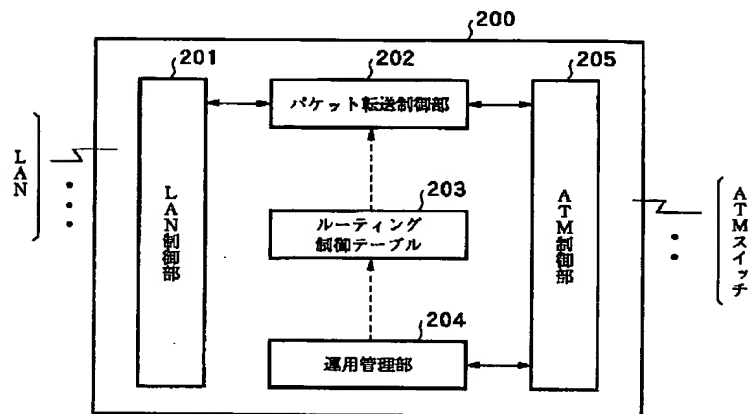 200
201
202
205
パケット転送制御部
LAN
LAN制御部
203
ルーティング
制御テーブル
ATM制御部
ATMスイッチ
204
運用管理部